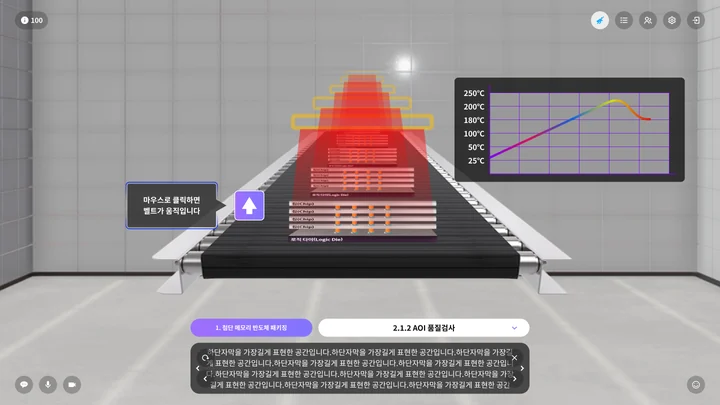 100
250℃
200℃
180℃
100℃
50℃
25℃
마우스로 클릭하면
벨트가 움직입니다
로직 다이(Logic Die)
1. 첨단 메모리 반도체 패키징
2.1.2 AOI 품질검사
하단자막을 가장길게 표현한 공간입니다.하단자막을 가장길게 표현한 공간입니다.하단자막을 가장길
표현한 공간입니다.하단자막을 가장길게 표현한 공간입니다.하단자막을 가장길게 표현한 공간입니
하단자막을 가장길게 표현한 공간입니다.하단자막을 가장길게 표현한 공간입니다.하단자막을 가장
길게 표현한 공간입니다.하단자막을 가장길게 표현한 공간입니다.하단자막을 가장길게 표현한 공간